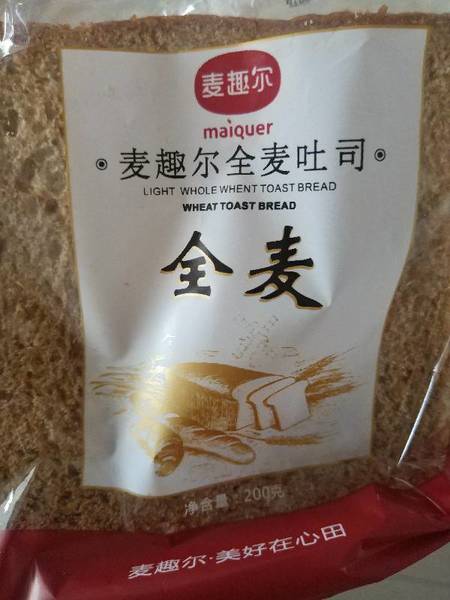 麦趣尔
maiquer
麦趣尔全麦吐司
LIGHT WHOLE WHENT TOAST BREAD
WHEAT TOAST BREAD
全麦
净含量：200克
麦趣尔·美好在心田